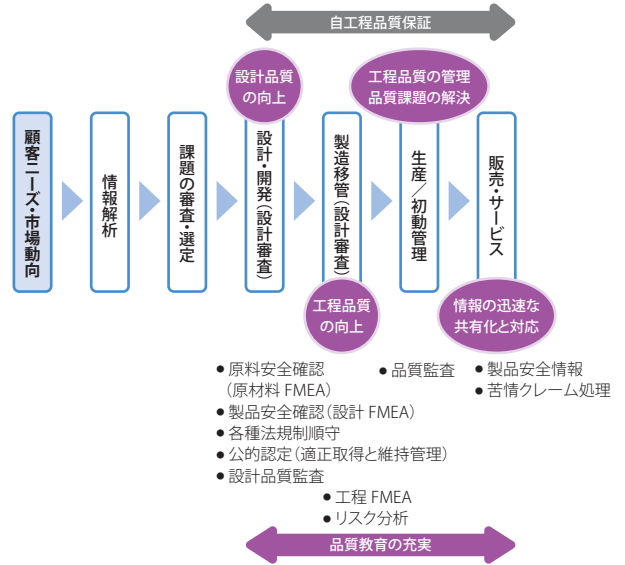 自工程品質保証
設計品質
の向上
工程品質の管理
品質課題の解決
顧客ニーズ・市場動向
情報解析
課題の審査・選定
設計・開発（設計審査）
製造移管（設計審査）
生産／初動管理
販売・サービス
工程品質
の向上
情報の迅速な
共有化と対応
●原料安全確認
（原材料 FMEA）
●製品安全確認（設計 FMEA）
●各種法規制順守
●公的認定（適正取得と維持管理）
●設計品質監査
●工程 FMEA
●リスク分析
●品質監査
●製品安全情報
●苦情クレーム処理
品質教育の充実